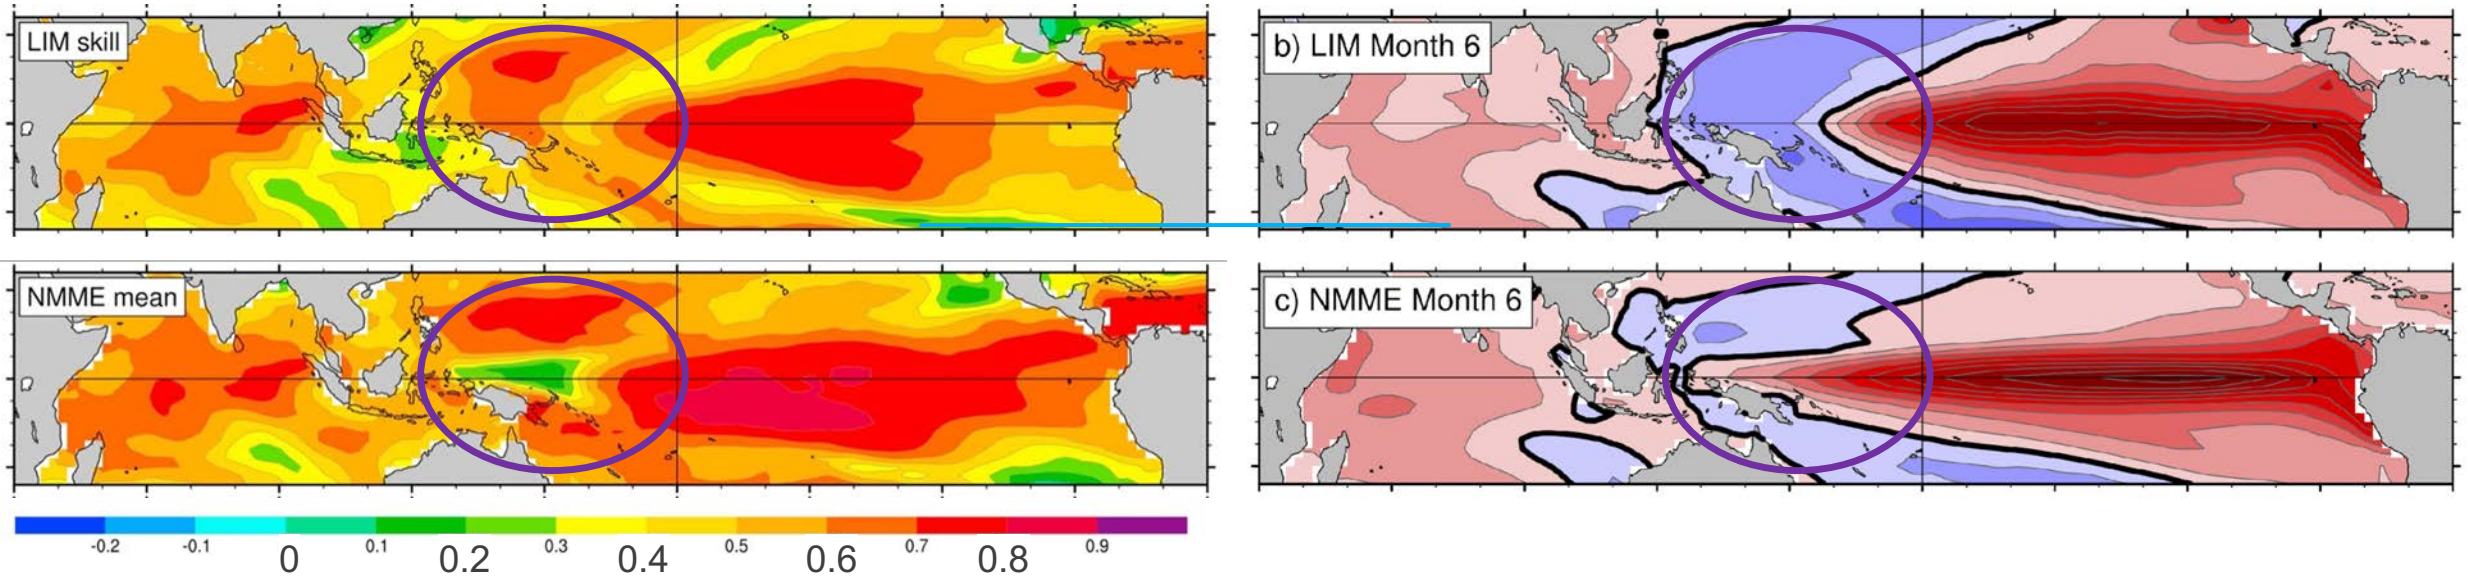 LIM skill
b) LIM Month 6
NMME mean
c) NMME Month 6
-0.2 -0.1 0 0.1 0.2 0.3 0.4 0.5 0.6 0.7 0.8 0.9